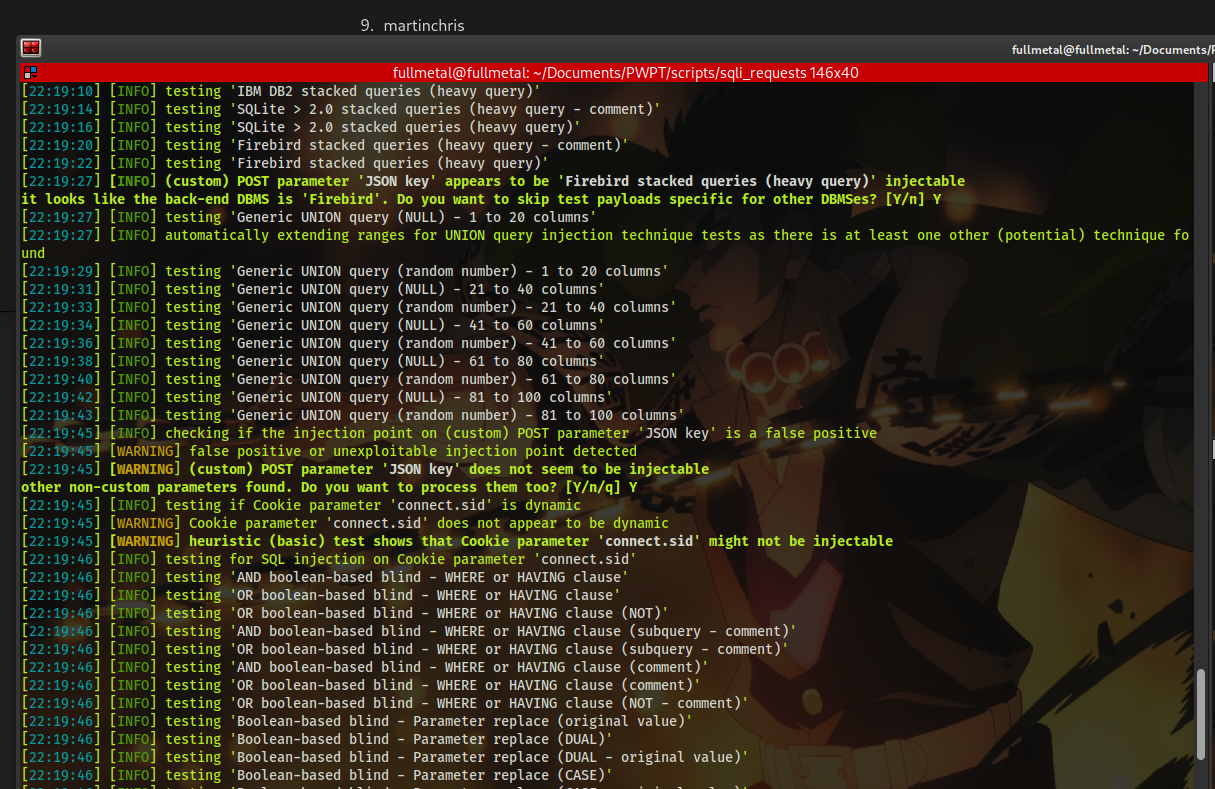 9. martinchris
fullmetal@fullmetal: ~/Documents/P
fullmetal@fullmetal: ~/Documents/PWPT/scripts/sqli_requests 146x40
[22:19:10] [INFO] testing 'IBM DB2 stacked queries (heavy query)'
[22:19:14] [INFO] testing 'SQLite > 2.0 stacked queries (heavy query - comment)'
[22:19:16] [INFO] testing 'SQLite > 2.0 stacked queries (heavy query)'
[22:19:20] [INFO] testing 'Firebird stacked queries (heavy query - comment)'
[22:19:22] [INFO] testing 'Firebird stacked queries (heavy query)'
[22:19:27] [INFO] (custom) POST parameter 'JSON key' appears to be 'Firebird stacked queries (heavy query)' injectable
it looks like the back-end DBMS is 'Firebird'. Do you want to skip test payloads specific for other DBMSes? [Y/n] Y
[22:19:27] [INFO] testing 'Generic UNION query (NULL) - 1 to 20 columns'
[22:19:27] [INFO] automatically extending ranges for UNION query injection technique tests as there is at least one other (potential) technique fo
und
[22:19:29] [INFO] testing 'Generic UNION query (random number) - 1 to 20 columns'
[22:19:31] [INFO] testing 'Generic UNION query (NULL) - 21 to 40 columns'
[22:19:33] [INFO] testing 'Generic UNION query (random number) - 21 to 40 columns'
[22:19:34] [INFO] testing 'Generic UNION query (NULL) - 41 to 60 columns'
[22:19:36] [INFO] testing 'Generic UNION query (random number) - 41 to 60 columns'
[22:19:38] [INFO] testing 'Generic UNION query (NULL) - 61 to 80 columns'
[22:19:40] [INFO] testing 'Generic UNION query (random number) - 61 to 80 columns'
[22:19:42] [INFO] testing 'Generic UNION query (NULL) - 81 to 100 columns'
[22:19:43] [INFO] testing 'Generic UNION query (random number) - 81 to 100 columns'
[22:19:45] [INFO] checking if the injection point on (custom) POST parameter 'JSON key' is a false positive
[22:19:45] [WARNING] false positive or unexploitable injection point detected
[22:19:45] [WARNING] (custom) POST parameter 'JSON key' does not seem to be injectable
other non-custom parameters found. Do you want to process them too? [Y/n/q] Y
[22:19:45] [INFO] testing if Cookie parameter 'connect.sid' is dynamic
[22:19:45] [WARNING] Cookie parameter 'connect.sid' does not appear to be dynamic
[22:19:45] [WARNING] heuristic (basic) test shows that Cookie parameter 'connect.sid' might not be injectable
[22:19:46] [INFO] testing for SQL injection on Cookie parameter 'connect.sid'
[22:19:46] [INFO] testing 'AND boolean-based blind - WHERE or HAVING clause'
[22:19:46] [INFO] testing 'OR boolean-based blind - WHERE or HAVING clause'
[22:19:46] [INFO] testing 'OR boolean-based blind - WHERE or HAVING clause (NOT)'
[22:19:46] [INFO] testing 'AND boolean-based blind - WHERE or HAVING clause (subquery - comment)'
[22:19:46] [INFO] testing 'OR boolean-based blind - WHERE or HAVING clause (subquery - comment)'
[22:19:46] [INFO] testing 'AND boolean-based blind - WHERE or HAVING clause (comment)'
[22:19:46] [INFO] testing 'OR boolean-based blind - WHERE or HAVING clause (comment)'
[22:19:46] [INFO] testing 'OR boolean-based blind - WHERE or HAVING clause (NOT - comment)'
[22:19:46] [INFO] testing 'Boolean-based blind - Parameter replace (original value)'
[22:19:46] [INFO] testing 'Boolean-based blind - Parameter replace (DUAL)'
[22:19:46] [INFO] testing 'Boolean-based blind - Parameter replace (DUAL - original value)'
[22:19:46] [INFO] testing 'Boolean-based blind - Parameter replace (CASE)'